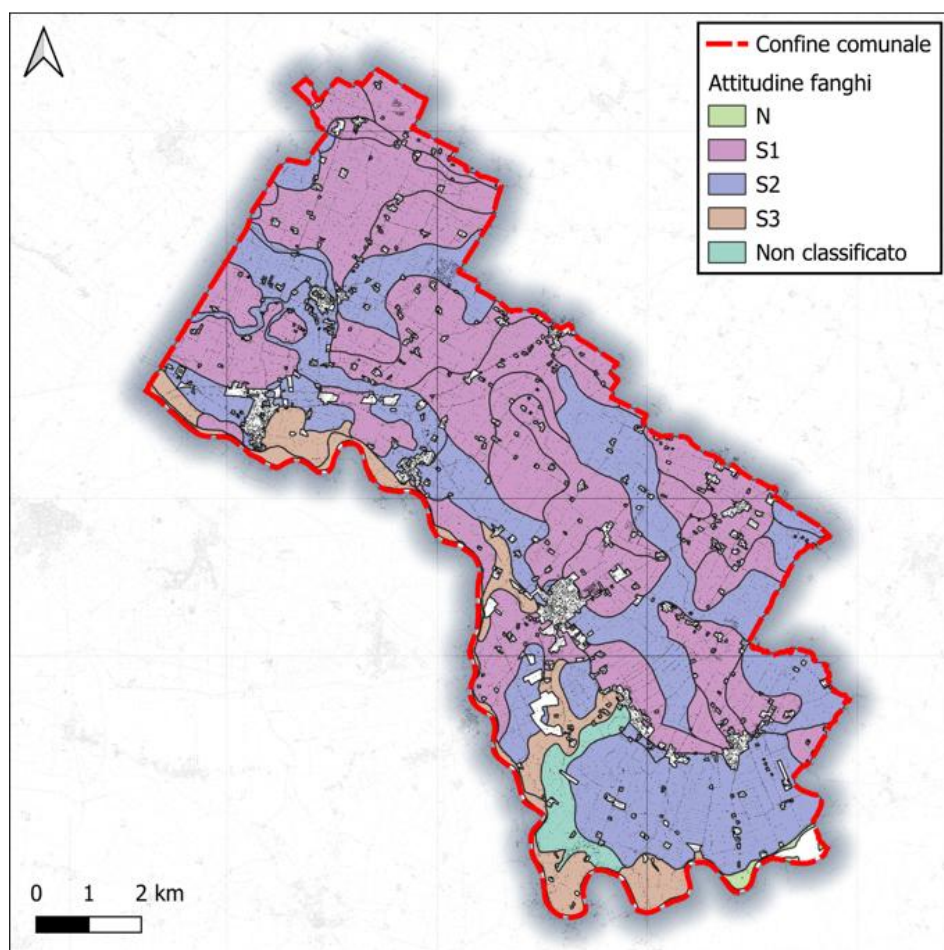 Confine comunale
Attitudine fanghi
N
S1
S2
S3
Non classificato
0 1 2 km